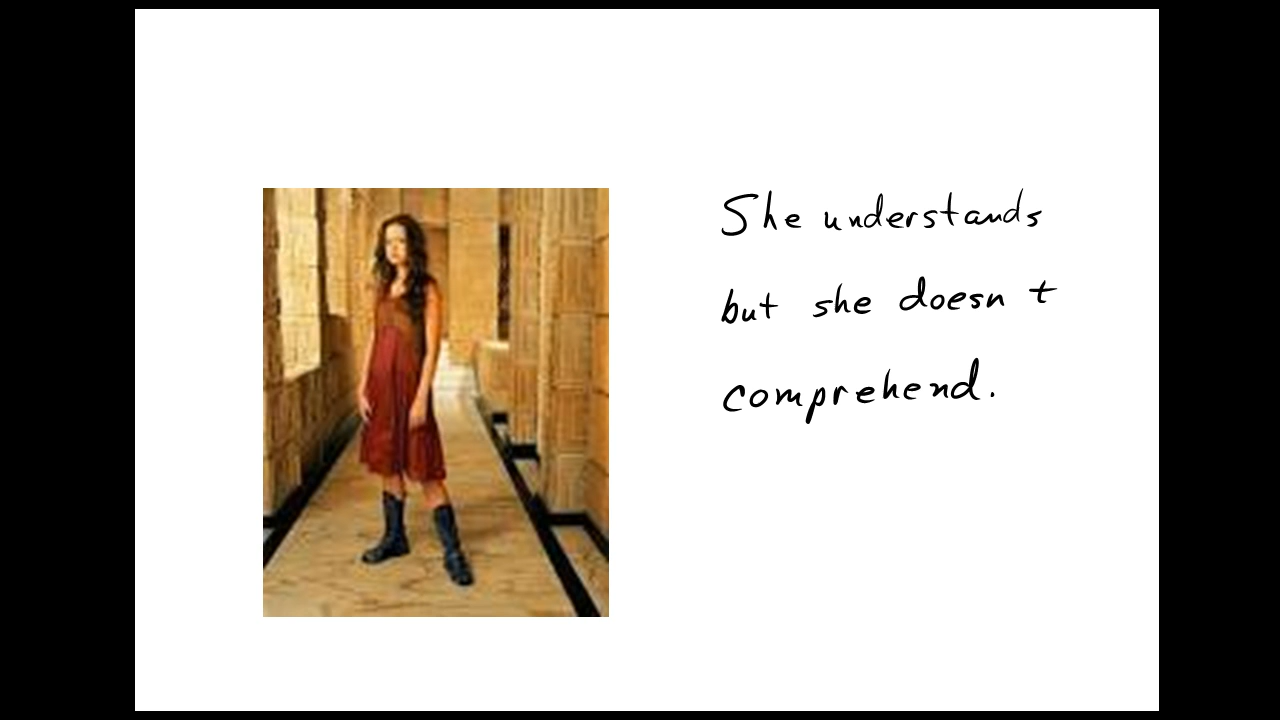 She understands
but she doesn t
comprehend.